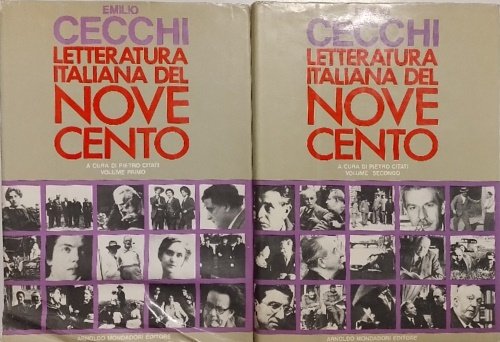 EMILIO
CECCHI
LETTERATURA
ITALIANA DEL
NOVE
CENTO
A CURA DI PIETRO CITATI
VOLUME PRIMO
ARNOLDO MONDADORI EDITORE
CECCHI
LETTERATURA
ITALIANA DEL
NOVE
CENTO
A CURA DI PIETRO CITATI
VOLUME SECONDO
ARNOLDO MONDADORI EDITORE